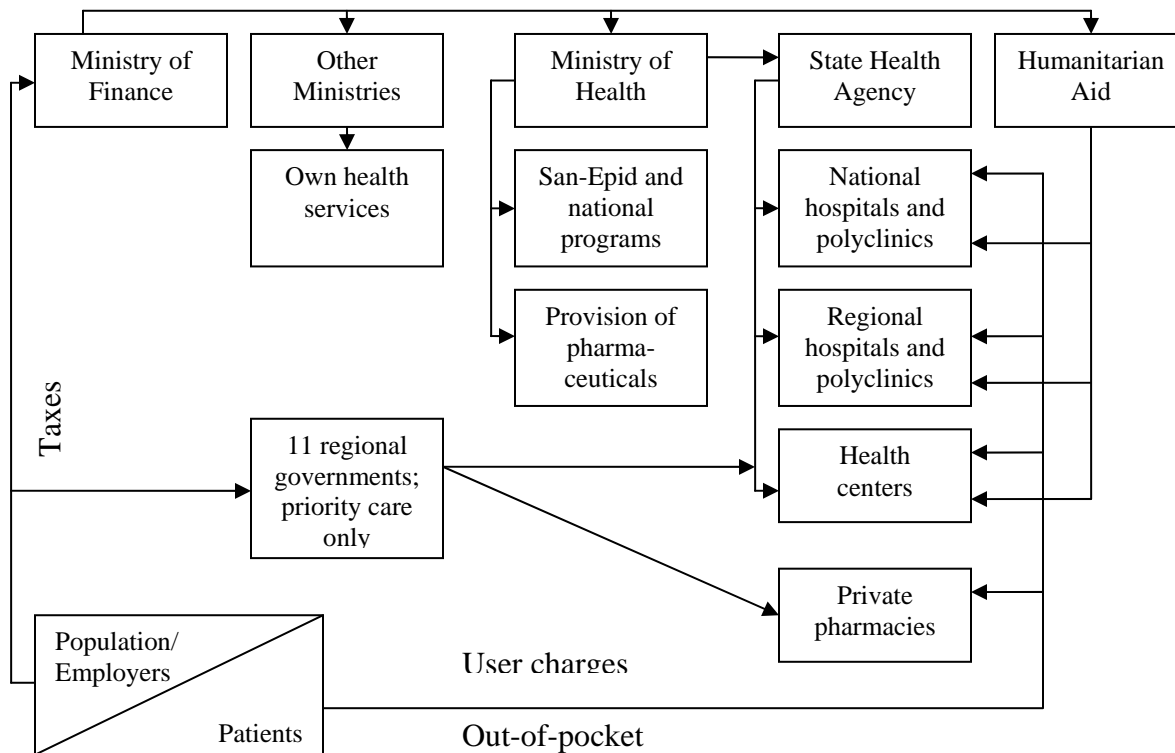 Ministry of
Finance
Other
Ministries
Ministry of
Health
State Health
Agency
Humanitarian
Aid
Own health
services
San-Epid and
national
programs
National
hospitals and
polyclinics
Provision of
pharma-
ceuticals
Regional
hospitals and
polyclinics
Taxes
11 regional
governments;
priority care
only
Health
centers
Private
pharmacies
Population/
Employers
Patients
User charges
Out-of-pocket